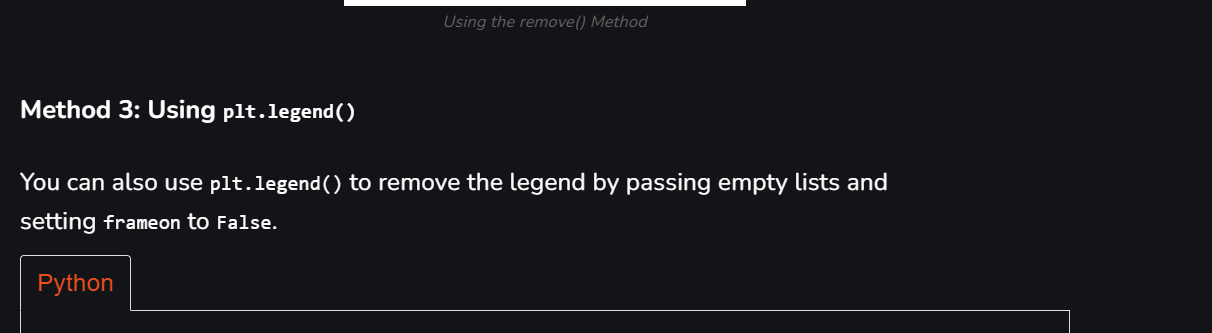 Using the remove() Method
Method 3: Using plt.legend()
You can also use plt.legend() to remove the legend by passing empty lists and
setting frameon to False.
Python